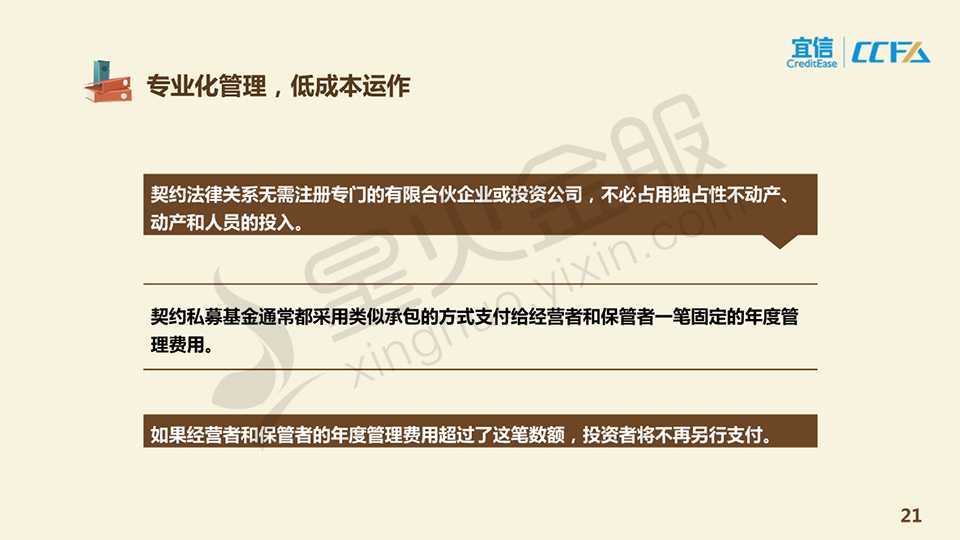 宜信
CreditEase
CCFA
专业化管理，低成本运作
契约法律关系无需注册专门的有限合伙企业或投资公司，不必占用独占性不动产、
动产和人员的投入。
契约私募基金通常都采用类似承包的方式支付给经营者和保管者一笔固定的年度管
理费用。
如果经营者和保管者的年度管理费用超过了这笔数额，投资者将不再另行支付。
星火金服
xinghuo.yixin.com
21